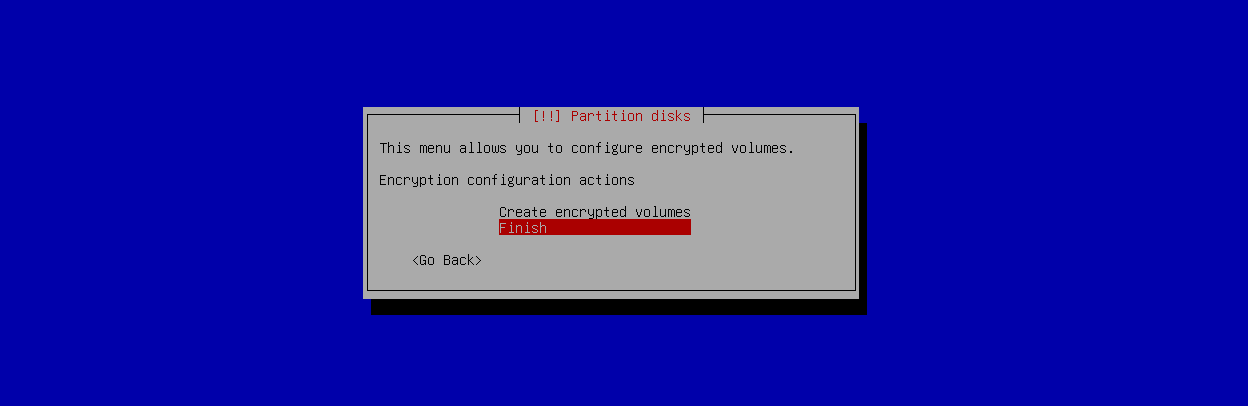 [!!] Partition disks
This menu allows you to configure encrypted volumes.
Encryption configuration actions
Create encrypted volumes
Finish
<Go Back>